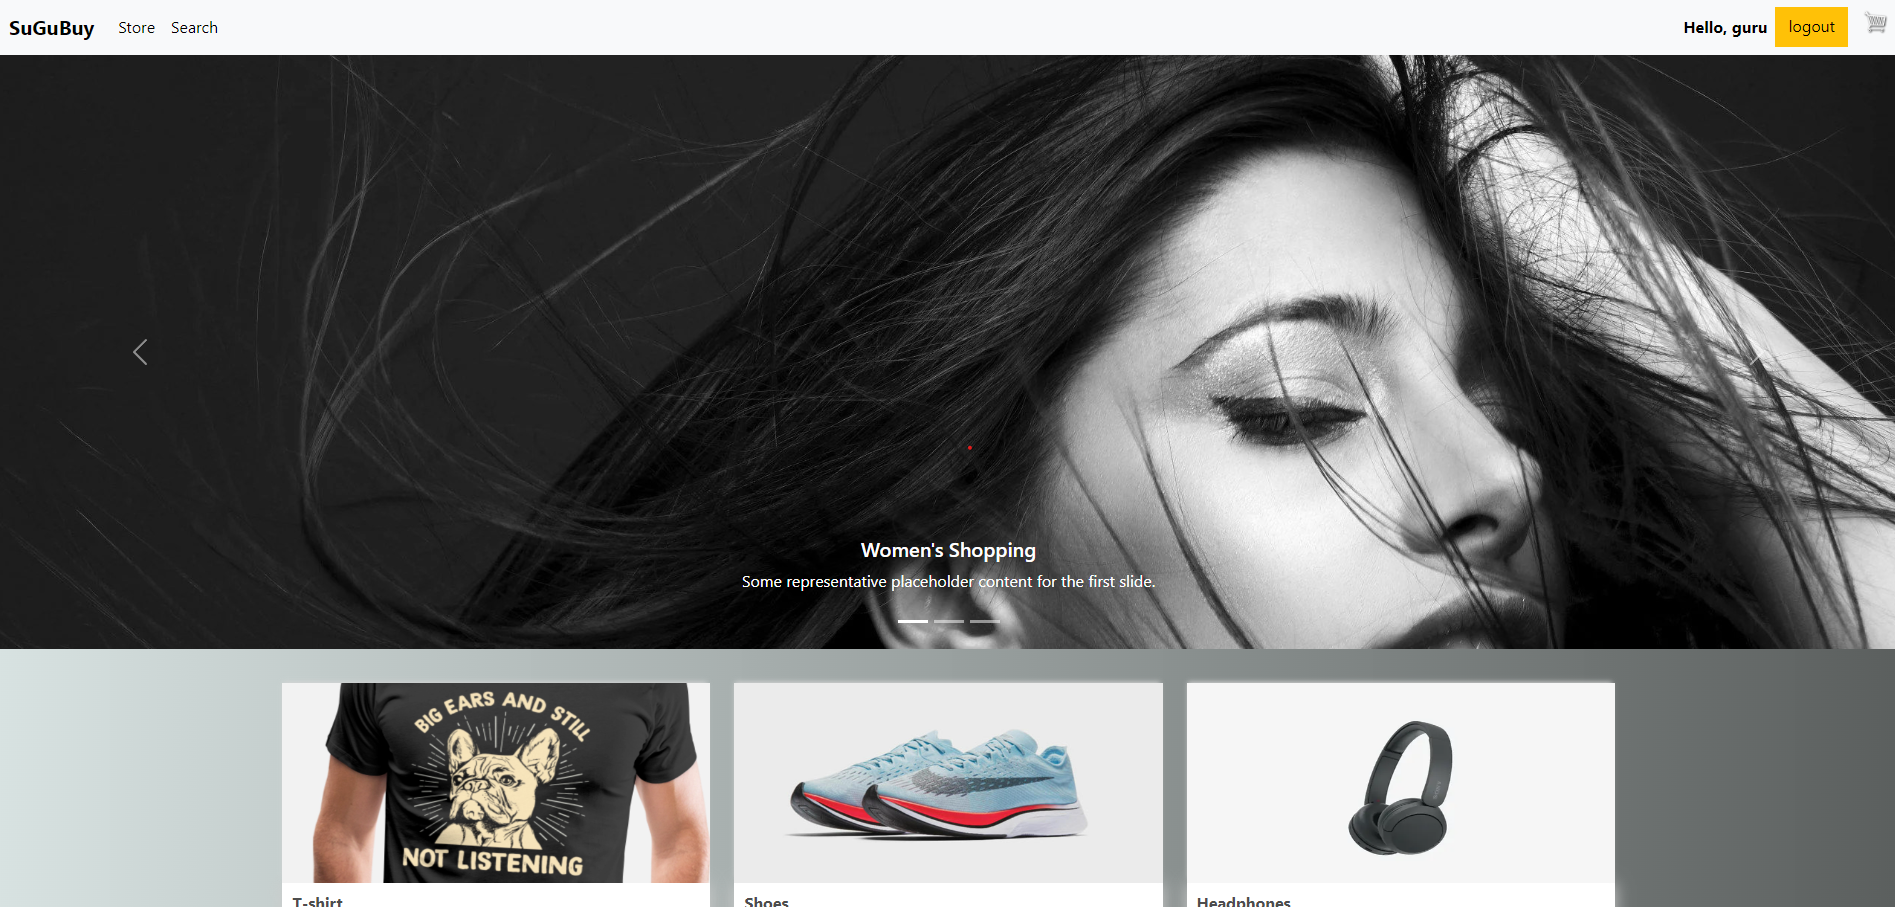 SuGuBuy Store Search Hello, guru logout
Women's Shopping
Some representative placeholder content for the first slide.
BIG EARS AND STILL
NOT LISTENING
T-shirt
Shoes
Headphones